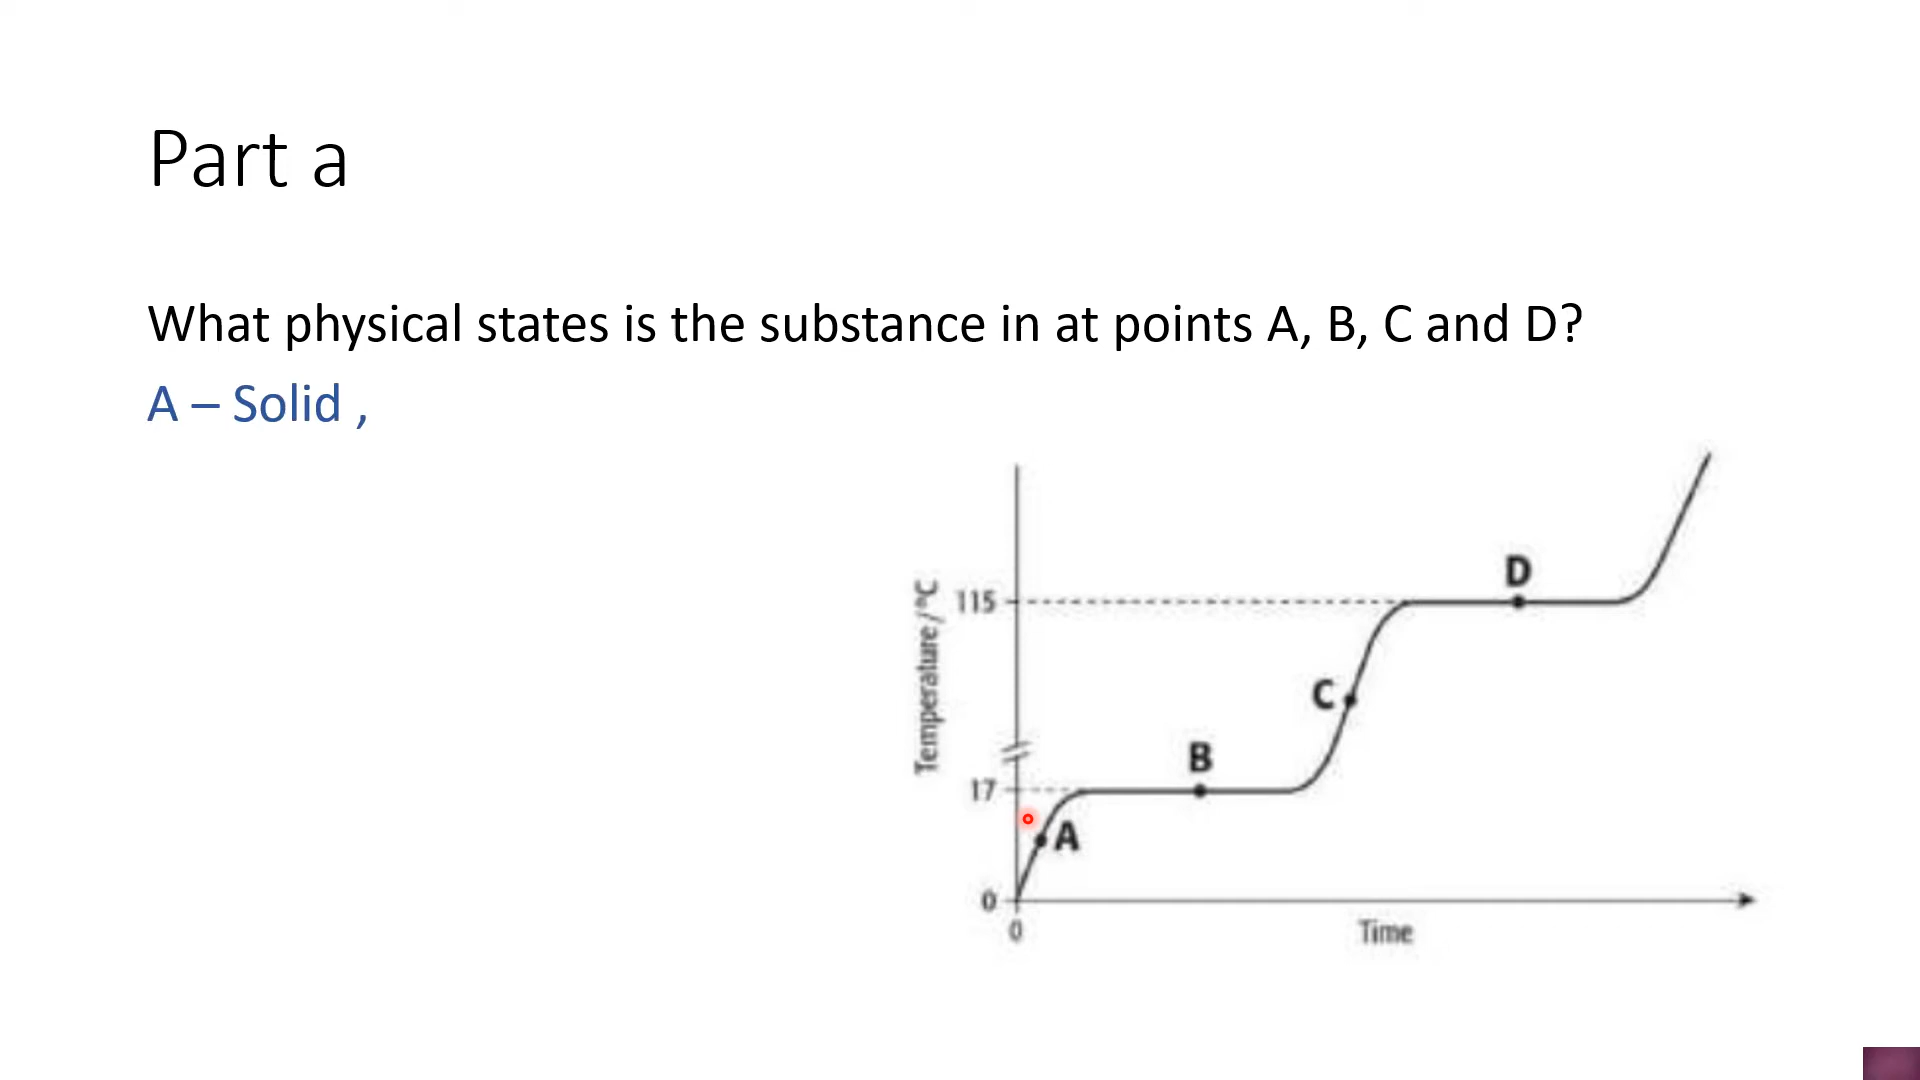 Part a
What physical states is the substance in at points A, B, C and D?
A – Solid ,
Temperature/°C
115
17
0
0
A
B
C
D
Time